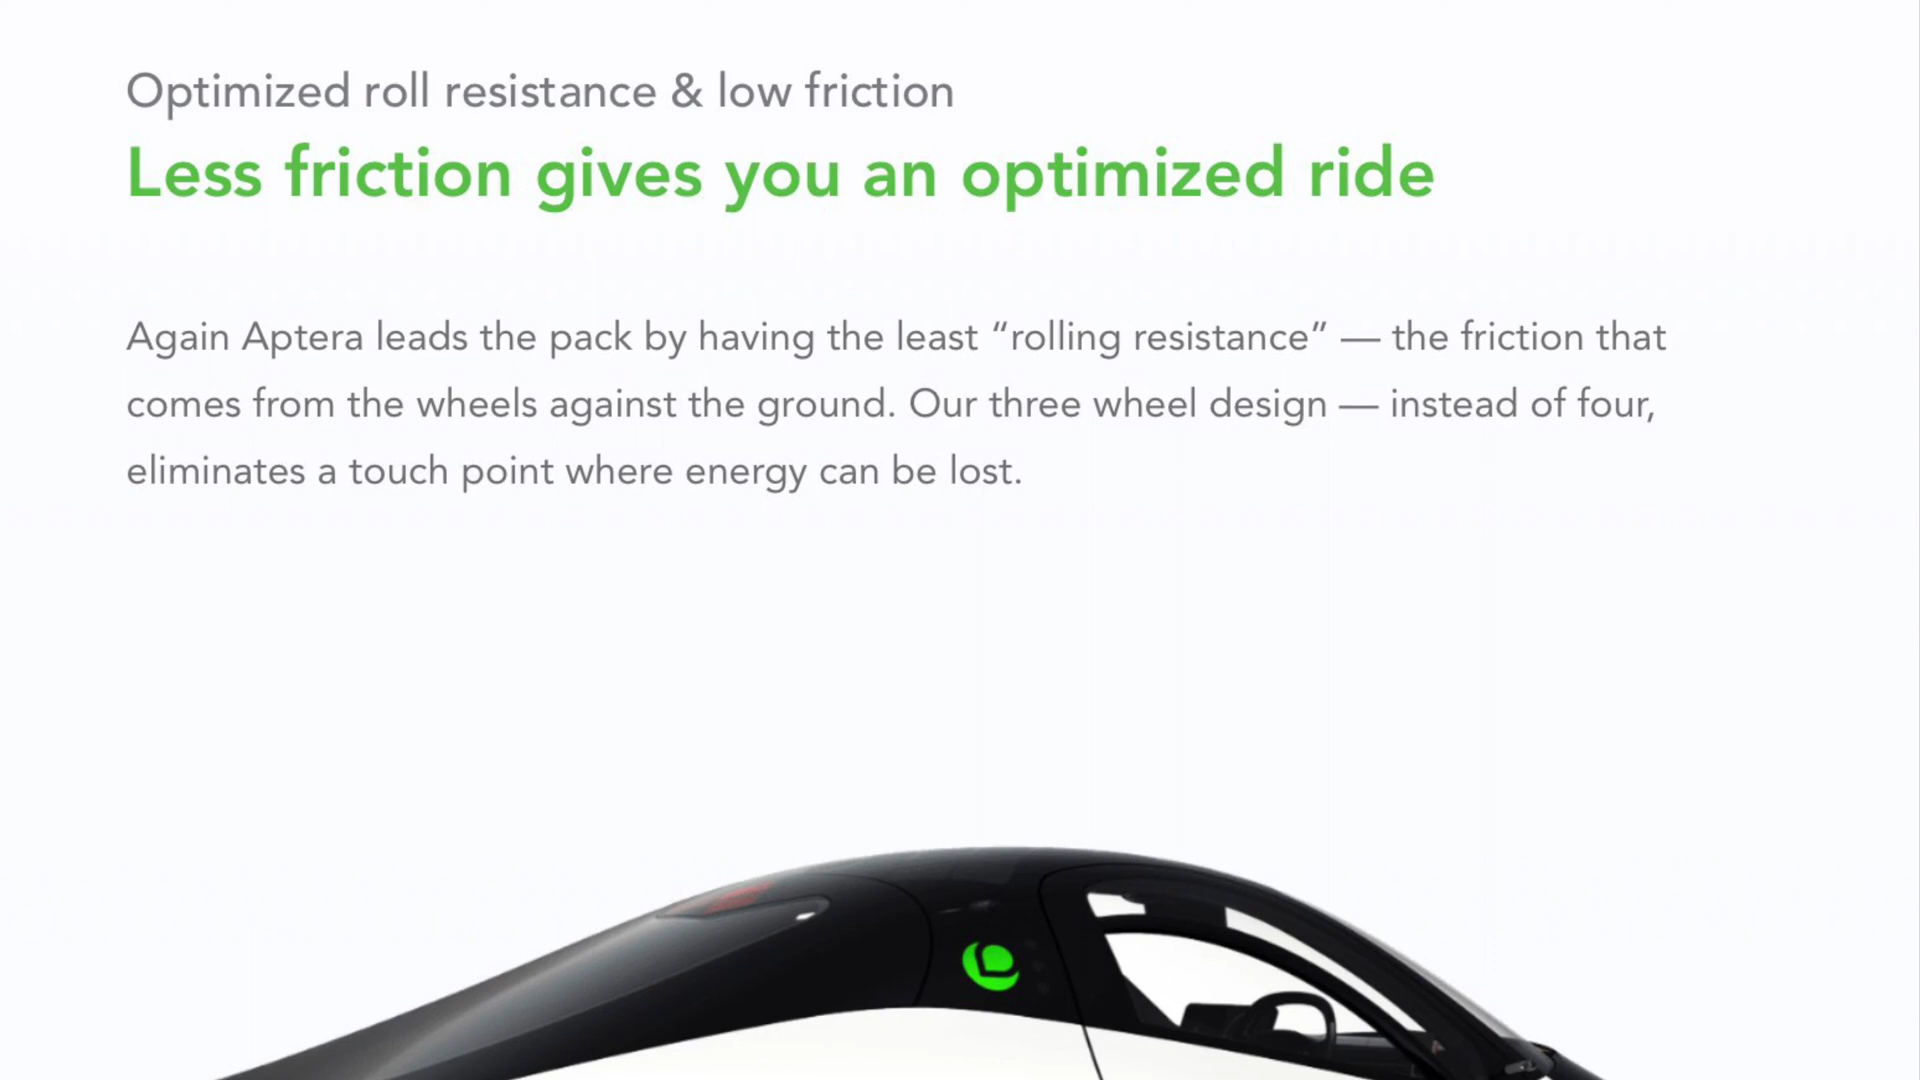 Optimized roll resistance & low friction
Less friction gives you an optimized ride
Again Aptera leads the pack by having the least “rolling resistance” — the friction that
comes from the wheels against the ground. Our three wheel design — instead of four,
eliminates a touch point where energy can be lost.